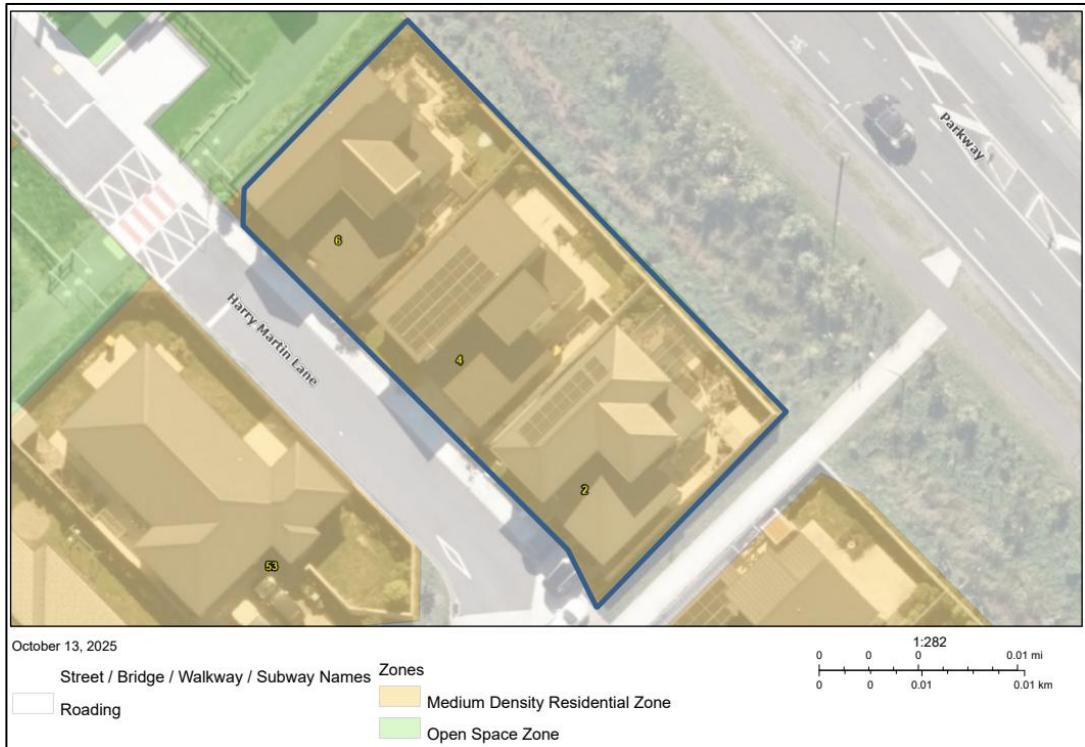 Parkway
6
Harry Martin Lane
4
2
53
October 13, 2025
Street / Bridge / Walkway / Subway Names
Roading
Zones
Medium Density Residential Zone
Open Space Zone
1:282
0 0 0 0.01 mi
0 0 0.01 0.01 km